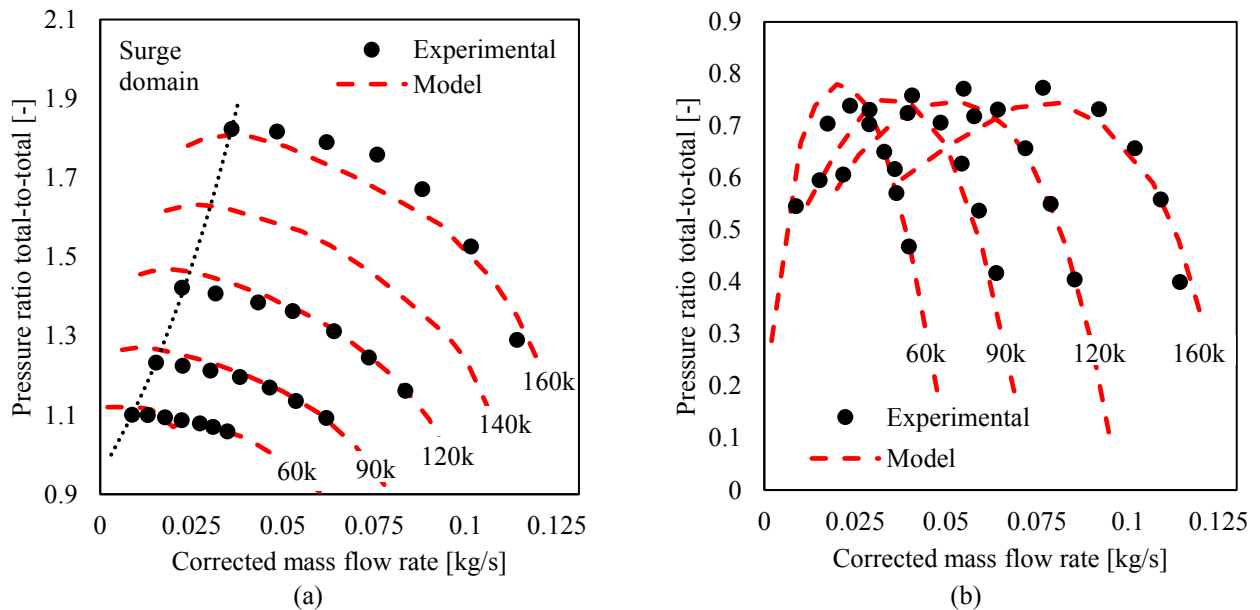 2.1
1.9
1.7
1.5
1.3
1.1
0.9
Pressure ratio total-to-total [-]
Surge
domain
Experimental
Model
160k
140k
120k
90k
60k
0
0.025
0.05
0.075
0.1
0.125
Corrected mass flow rate [kg/s]
(a)
0.9
0.8
0.7
0.6
0.5
0.4
0.3
0.2
0.1
0
Pressure ratio total-to-total [-]
60k
90k
120k
160k
Experimental
Model
0
0.025
0.05
0.075
0.1
0.125
Corrected mass flow rate [kg/s]
(b)